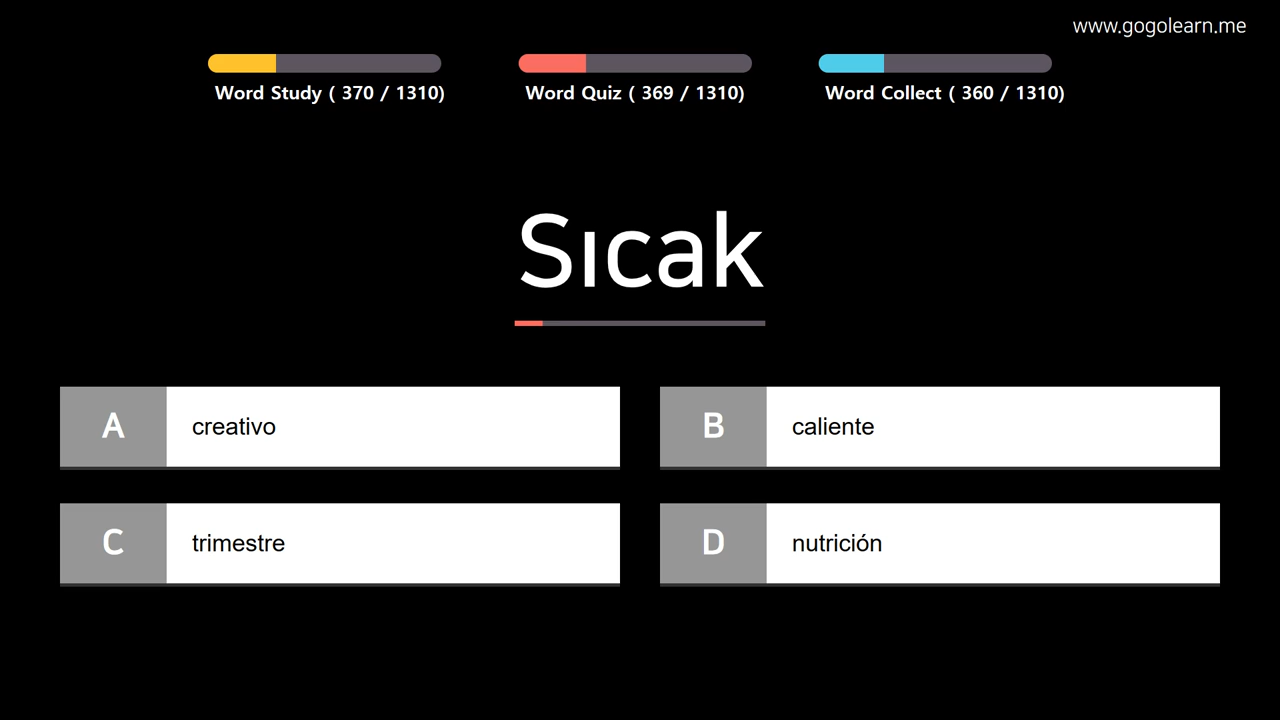 www.gogolearn.me
Word Study ( 370 / 1310)
Word Quiz ( 369 / 1310)
Word Collect ( 360 / 1310)
Sıcak
A creativo
B caliente
C trimestre
D nutrición